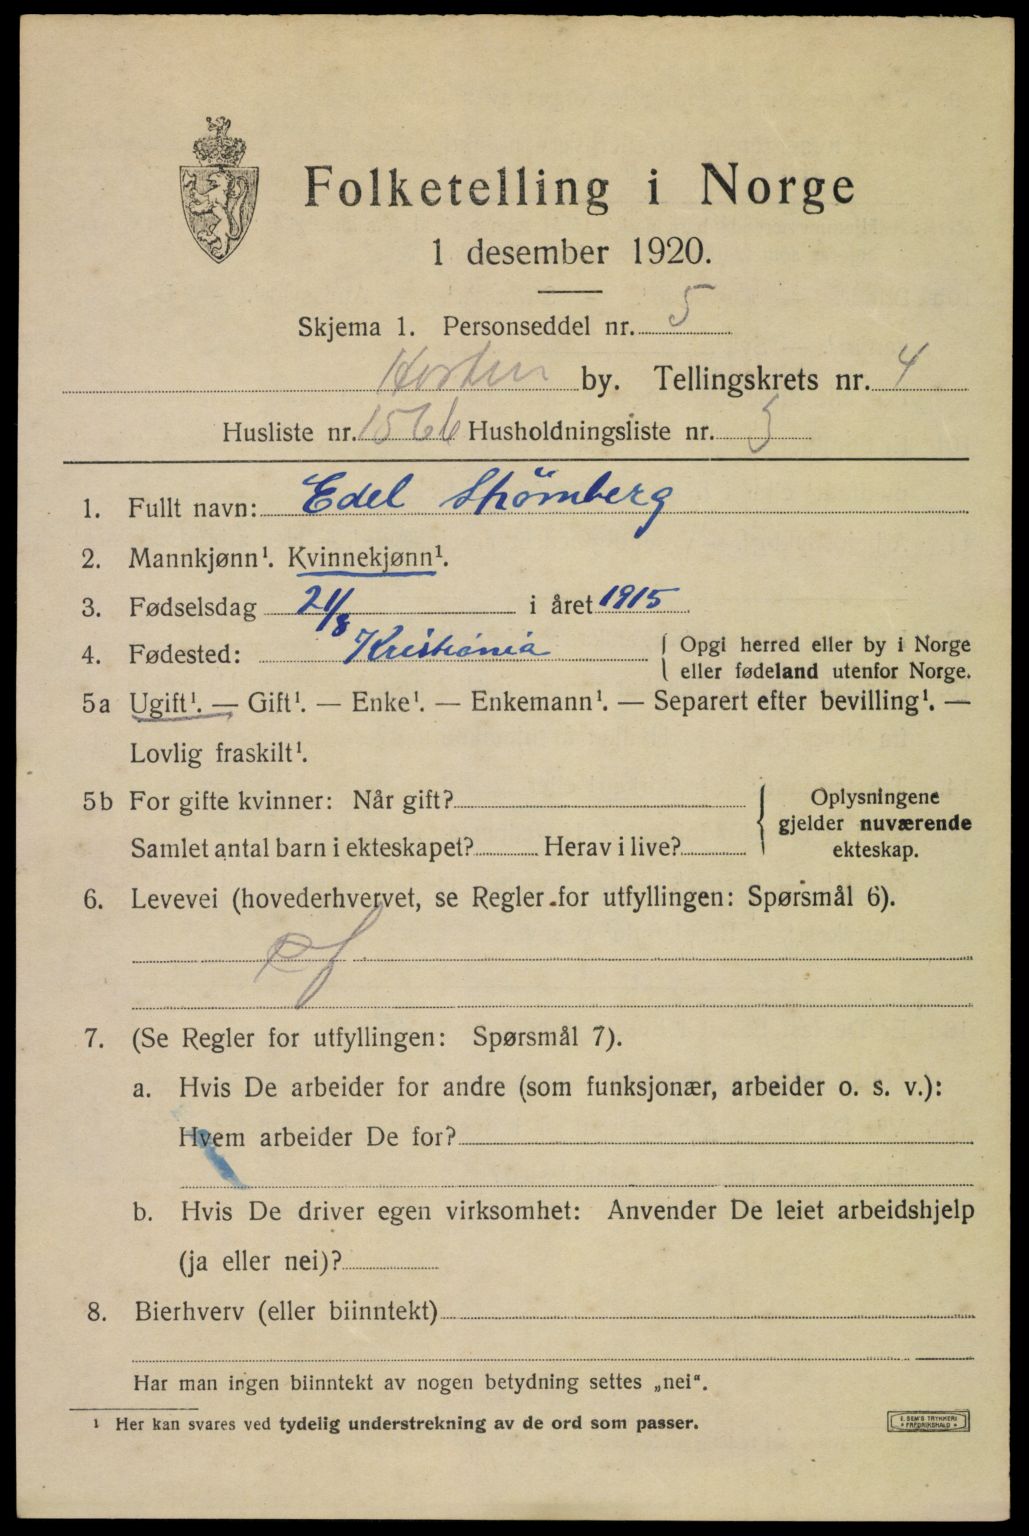 Folketelling i Norge
1 desember 1920.
Skjema 1. Personseddel nr. 5
Horten by. Tellingskrets nr. 4
Husliste nr. 1566 Husholdningsliste nr. 5
1. Fullt navn: Edel Strömberg
2. Mannkjønn¹. Kvinnekjønn¹.
3. Fødselsdag 21/8 i året 1915
4. Fødested: Kristiania { Opgi herred eller by i Norge
eller fødeland utenfor Norge.
5a Ugift¹. — Gift¹. — Enke¹. — Enkemann¹. — Separert efter bevilling¹. —
Lovlig fraskilt¹.
5b For gifte kvinner: Når gift? { Oplysningene
gjelder nuværende
Samlet antal barn i ekteskapet? Herav i live? ekteskap.
6. Levevei (hovederhvervet, se Regler for utfyllingen: Spørsmål 6).
7. (Se Regler for utfyllingen: Spørsmål 7).
a. Hvis De arbeider for andre (som funksjonær, arbeider o. s. v.):
Hvem arbeider De for?
b. Hvis De driver egen virksomhet: Anvender De leiet arbeidshjelp
(ja eller nei)?
8. Bierhverv (eller biinntekt)
Har man ingen biinntekt av nogen betydning settes „nei".
¹ Her kan svares ved tydelig understrekning av de ord som passer.
E. SEM'S TRYKKERI
FREDRIKSHALD